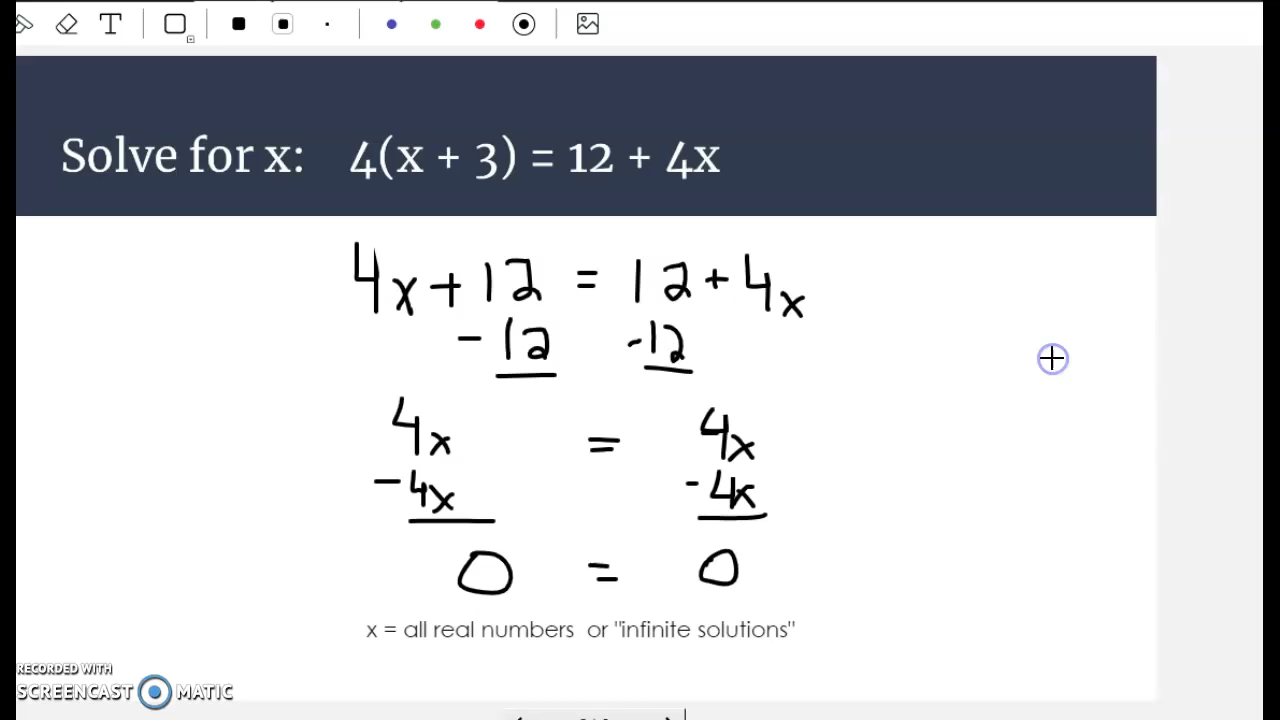 T
Solve for x: 4(x + 3) = 12 + 4x
4x + 12 = 12 + 4x
- 12 -12
4x = 4x
- 4x - 4x
0 = 0
x = all real numbers or "infinite solutions"
RECORDED WITH
SCREENCAST MATIC